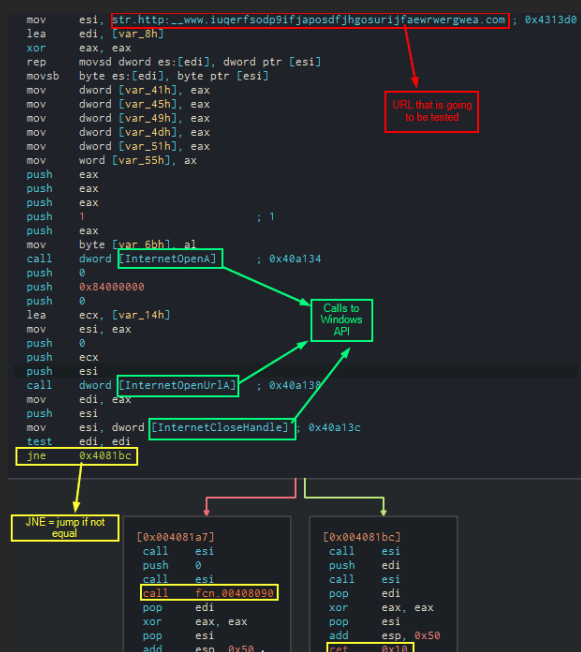 mov esi, str.http:__www.iuqerfsodp9ifjaposdfjhgosurijfaewrwergwea.com ; 0x4313d0
lea edi, [var_8h]
xor eax, eax
rep movsd dword es:[edi], dword ptr [esi]
movsb byte es:[edi], byte ptr [esi]
mov dword [var_41h], eax
mov dword [var_45h], eax
mov dword [var_49h], eax
mov dword [var_4dh], eax
mov dword [var_51h], eax
mov word [var_55h], ax
push eax
push eax
push eax
push 1 ; 1
push eax
mov byte [var_6bh], al
call dword [InternetOpenA] ; 0x40a134
push 0
push 0x84000000
push 0
lea ecx, [var_14h]
mov esi, eax
push 0
push ecx
push esi
call dword [InternetOpenUrlA] ; 0x40a138
mov edi, eax
push esi
mov esi, dword [InternetCloseHandle] ; 0x40a13c
test edi, edi
jne 0x4081bc
URL that is going
to be tested
Calls to
Windows
API
JNE = jump if not
equal
[0x004081a7]
call esi
push 0
call esi
call fcn.00408090
pop edi
xor eax, eax
pop esi
add esp, 0x50
[0x004081bc]
call esi
push edi
call esi
pop edi
xor eax, eax
pop esi
add esp, 0x50
ret 0x10